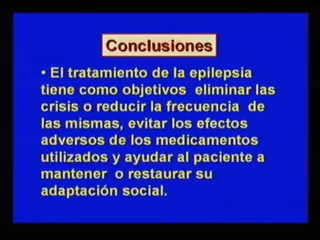 Conclusiones
• El tratamiento de la epilepsia
tiene como objetivos eliminar las
crisis o reducir la frecuencia de
las mismas, evitar los efectos
adversos de los medicamentos
utilizados y ayudar al paciente a
mantener o restaurar su
adaptación social.